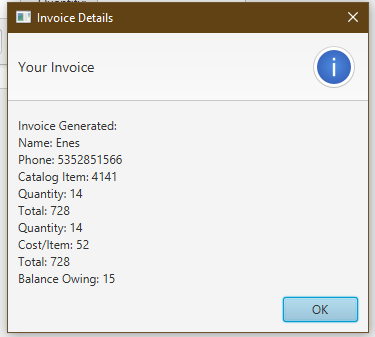 Quantity:
Invoice Details
Your Invoice
Invoice Generated:
Name: Enes
Phone: 5352851566
Catalog Item: 4141
Quantity: 14
Total: 728
Quantity: 14
Cost/Item: 52
Total: 728
Balance Owing: 15
OK